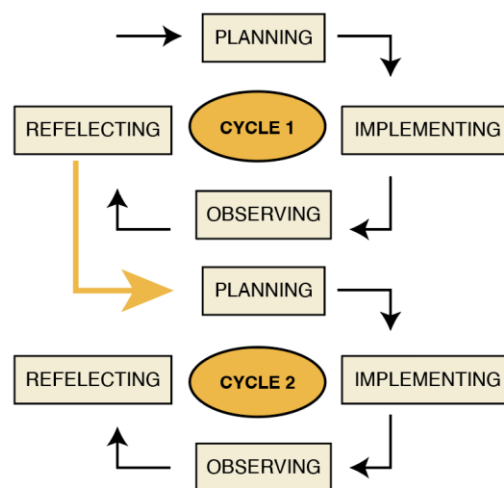 PLANNING
REFELECTING
CYCLE 1
IMPLEMENTING
OBSERVING
PLANNING
REFELECTING
CYCLE 2
IMPLEMENTING
OBSERVING